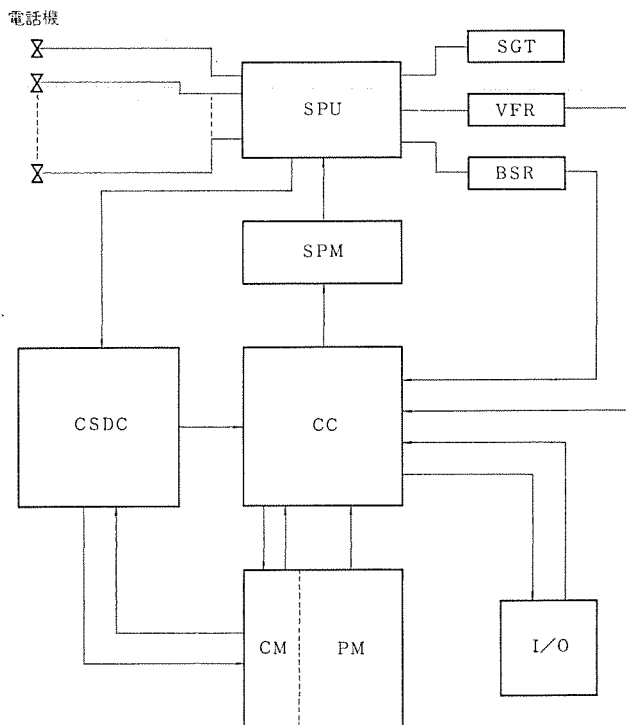 電話機
SGT
SPU
VFR
BSR
SPM
CSDC
CC
CM
PM
I/O